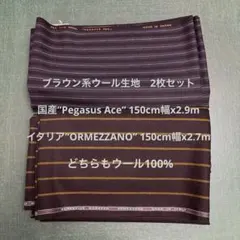 ブラウン系ウール生地　2枚セット
国産“Pegasus Ace” 150cm幅x2.9m
イタリア“ORMEZZANO” 150cm幅x2.7m
どちらもウール100%